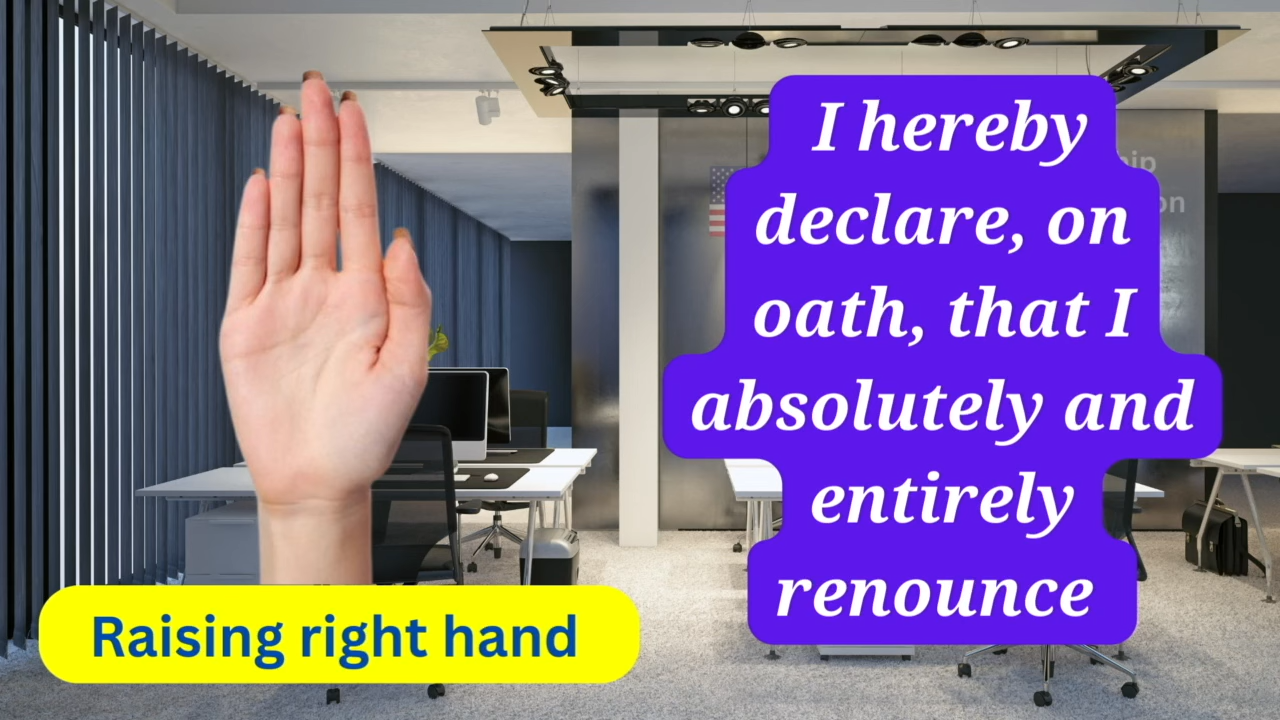 I hereby
declare, on
oath, that I
absolutely and
entirely
renounce
Raising right hand